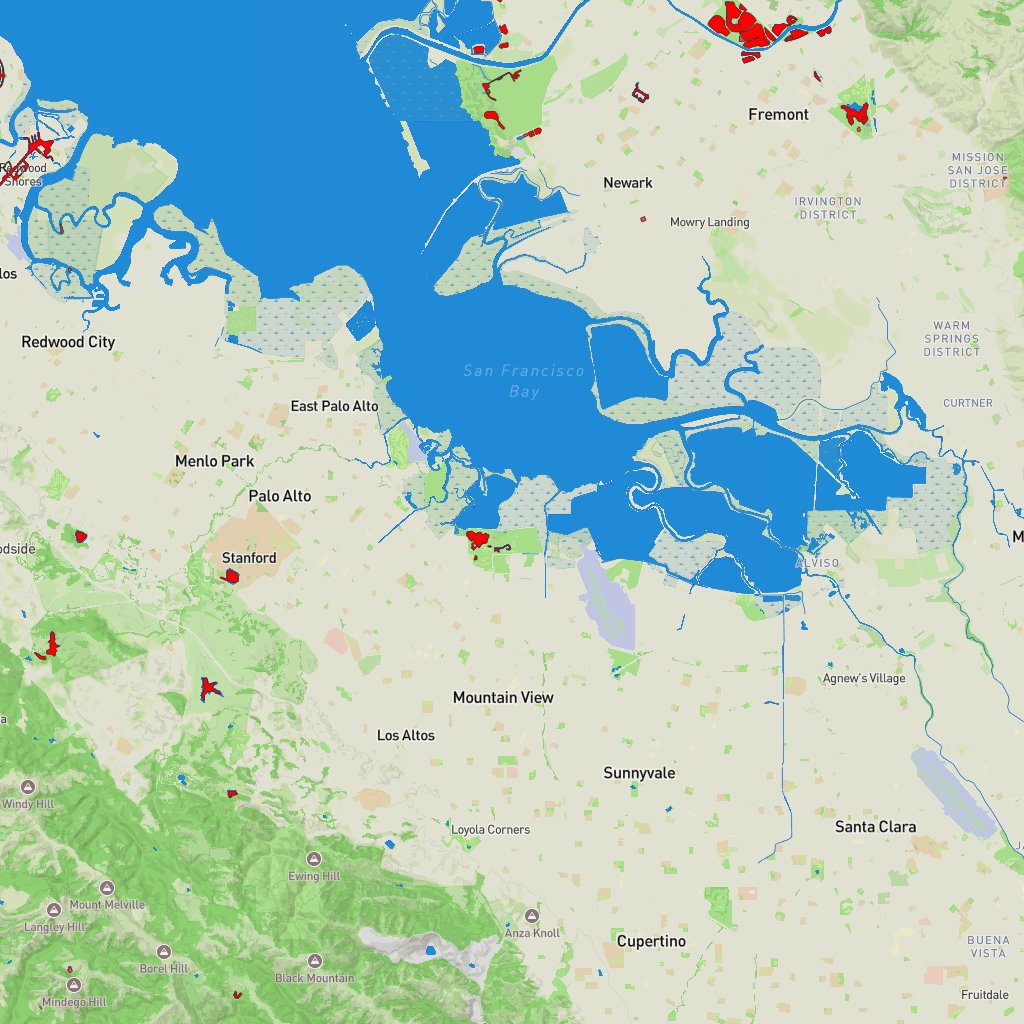 Fremont
MISSION
SAN JOSE
DISTRICT
Redwood
Shores
Newark
IRVINGTON
DISTRICT
Mowry Landing
los
Redwood City
WARM
SPRINGS
DISTRICT
San Francisco
Bay
CURTNER
East Palo Alto
Menlo Park
Palo Alto
M
odside
Stanford
ALVISO
Agnew's Village
Mountain View
a
Los Altos
Sunnyvale
Windy Hill
Loyola Corners
Santa Clara
Ewing Hill
Mount Melville
Langley Hill
Anza Knoll
Cupertino
BUENA
VISTA
Borel Hill
Black Mountain
Mindego Hill
Fruitdale